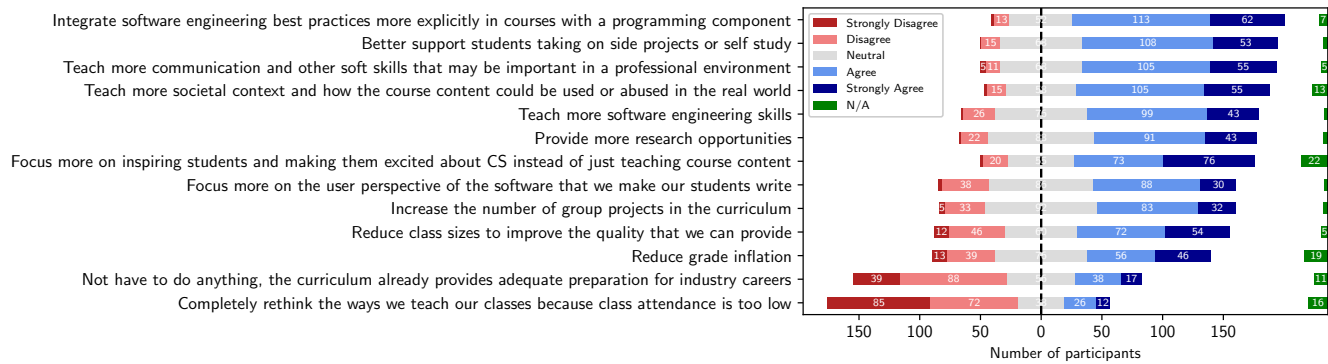 Integrate software engineering best practices more explicitly in courses with a programming component 13 113 62 7
Better support students taking on side projects or self study 15 108 53
Teach more communication and other soft skills that may be important in a professional environment 5 11 105 55 5
Teach more societal context and how the course content could be used or abused in the real world 15 105 55 13
Teach more software engineering skills 26 99 43
Provide more research opportunities 22 91 43
Focus more on inspiring students and making them excited about CS instead of just teaching course content 20 73 76 22
Focus more on the user perspective of the software that we make our students write 38 88 30
Increase the number of group projects in the curriculum 5 33 83 32
Reduce class sizes to improve the quality that we can provide 12 46 72 54 5
Reduce grade inflation 13 39 56 46 19
Not have to do anything, the curriculum already provides adequate preparation for industry careers 39 88 38 17 11
Completely rethink the ways we teach our classes because class attendance is too low 85 72 26 12 16
Strongly Disagree
Disagree
Neutral
Agree
Strongly Agree
N/A
150 100 50 0 50 100 150
Number of participants